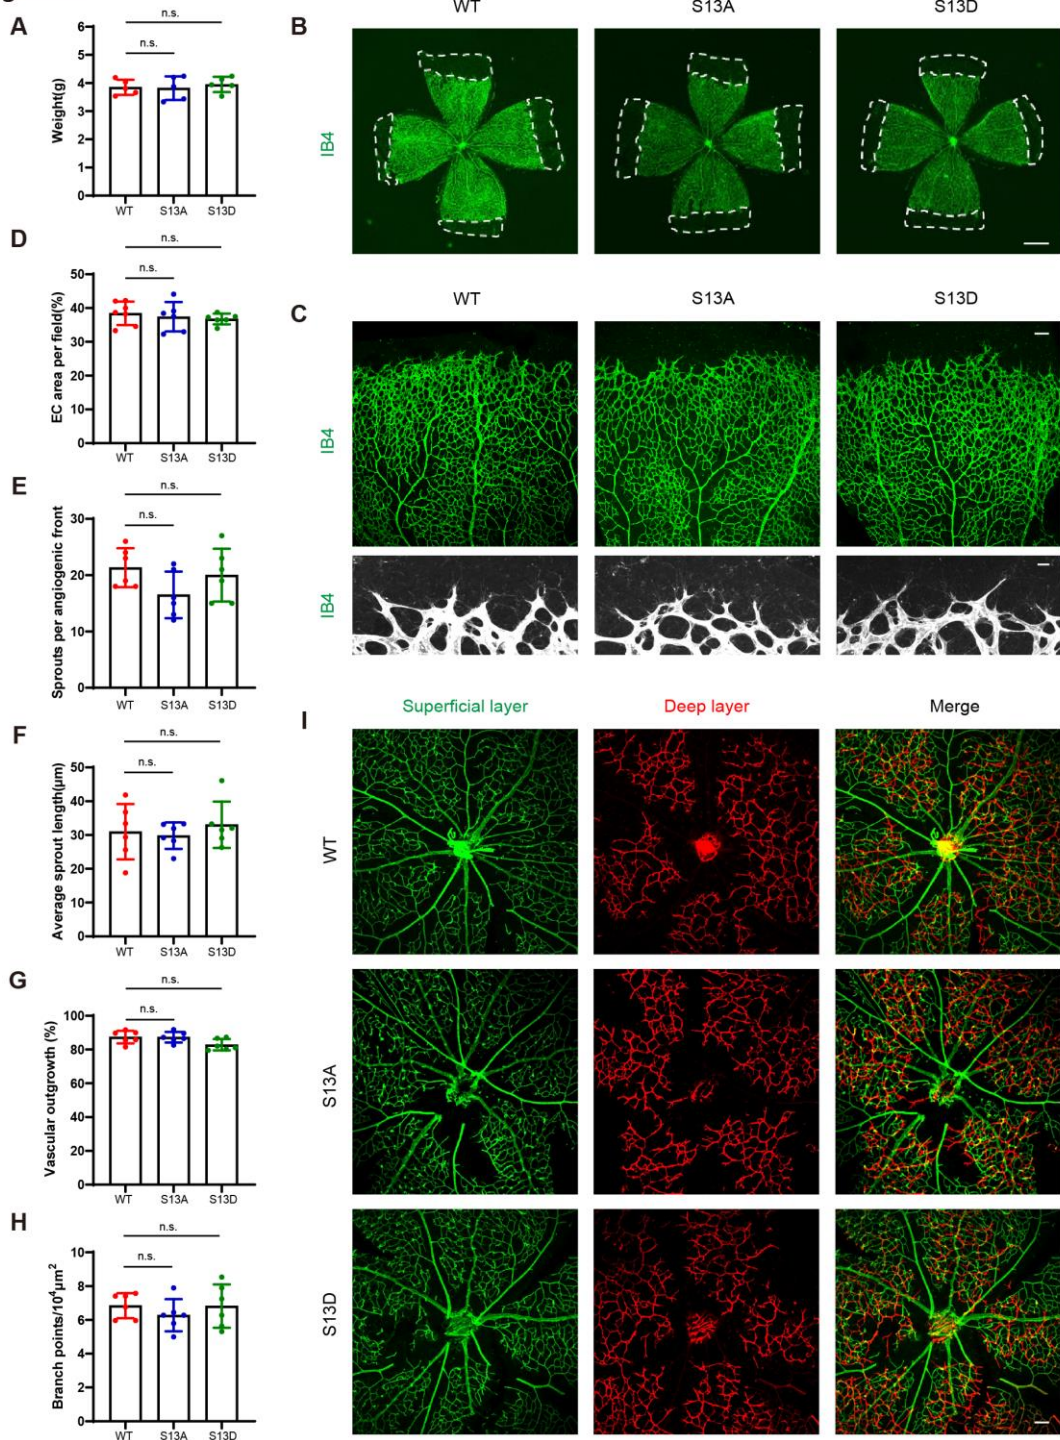 A
n.s.
n.s.
Weight(g)
6
5
4
3
2
1
0
WT S13A S13D
B
WT S13A S13D
IB4
D
n.s.
n.s.
EC area per field(%)
50
40
30
20
10
0
WT S13A S13D
C
WT S13A S13D
IB4
IB4
E
n.s.
n.s.
Sprouts per angiogenic front
30
20
10
0
WT S13A S13D
F
n.s.
n.s.
Average sprout length(μm)
50
40
30
20
10
0
WT S13A S13D
G
n.s.
n.s.
Vascular outgrowth (%)
100
80
60
40
20
0
WT S13A S13D
H
n.s.
n.s.
Branch points/10⁴μm²
10
8
6
4
2
0
WT S13A S13D
I
Superficial layer Deep layer Merge
WT
S13A
S13D